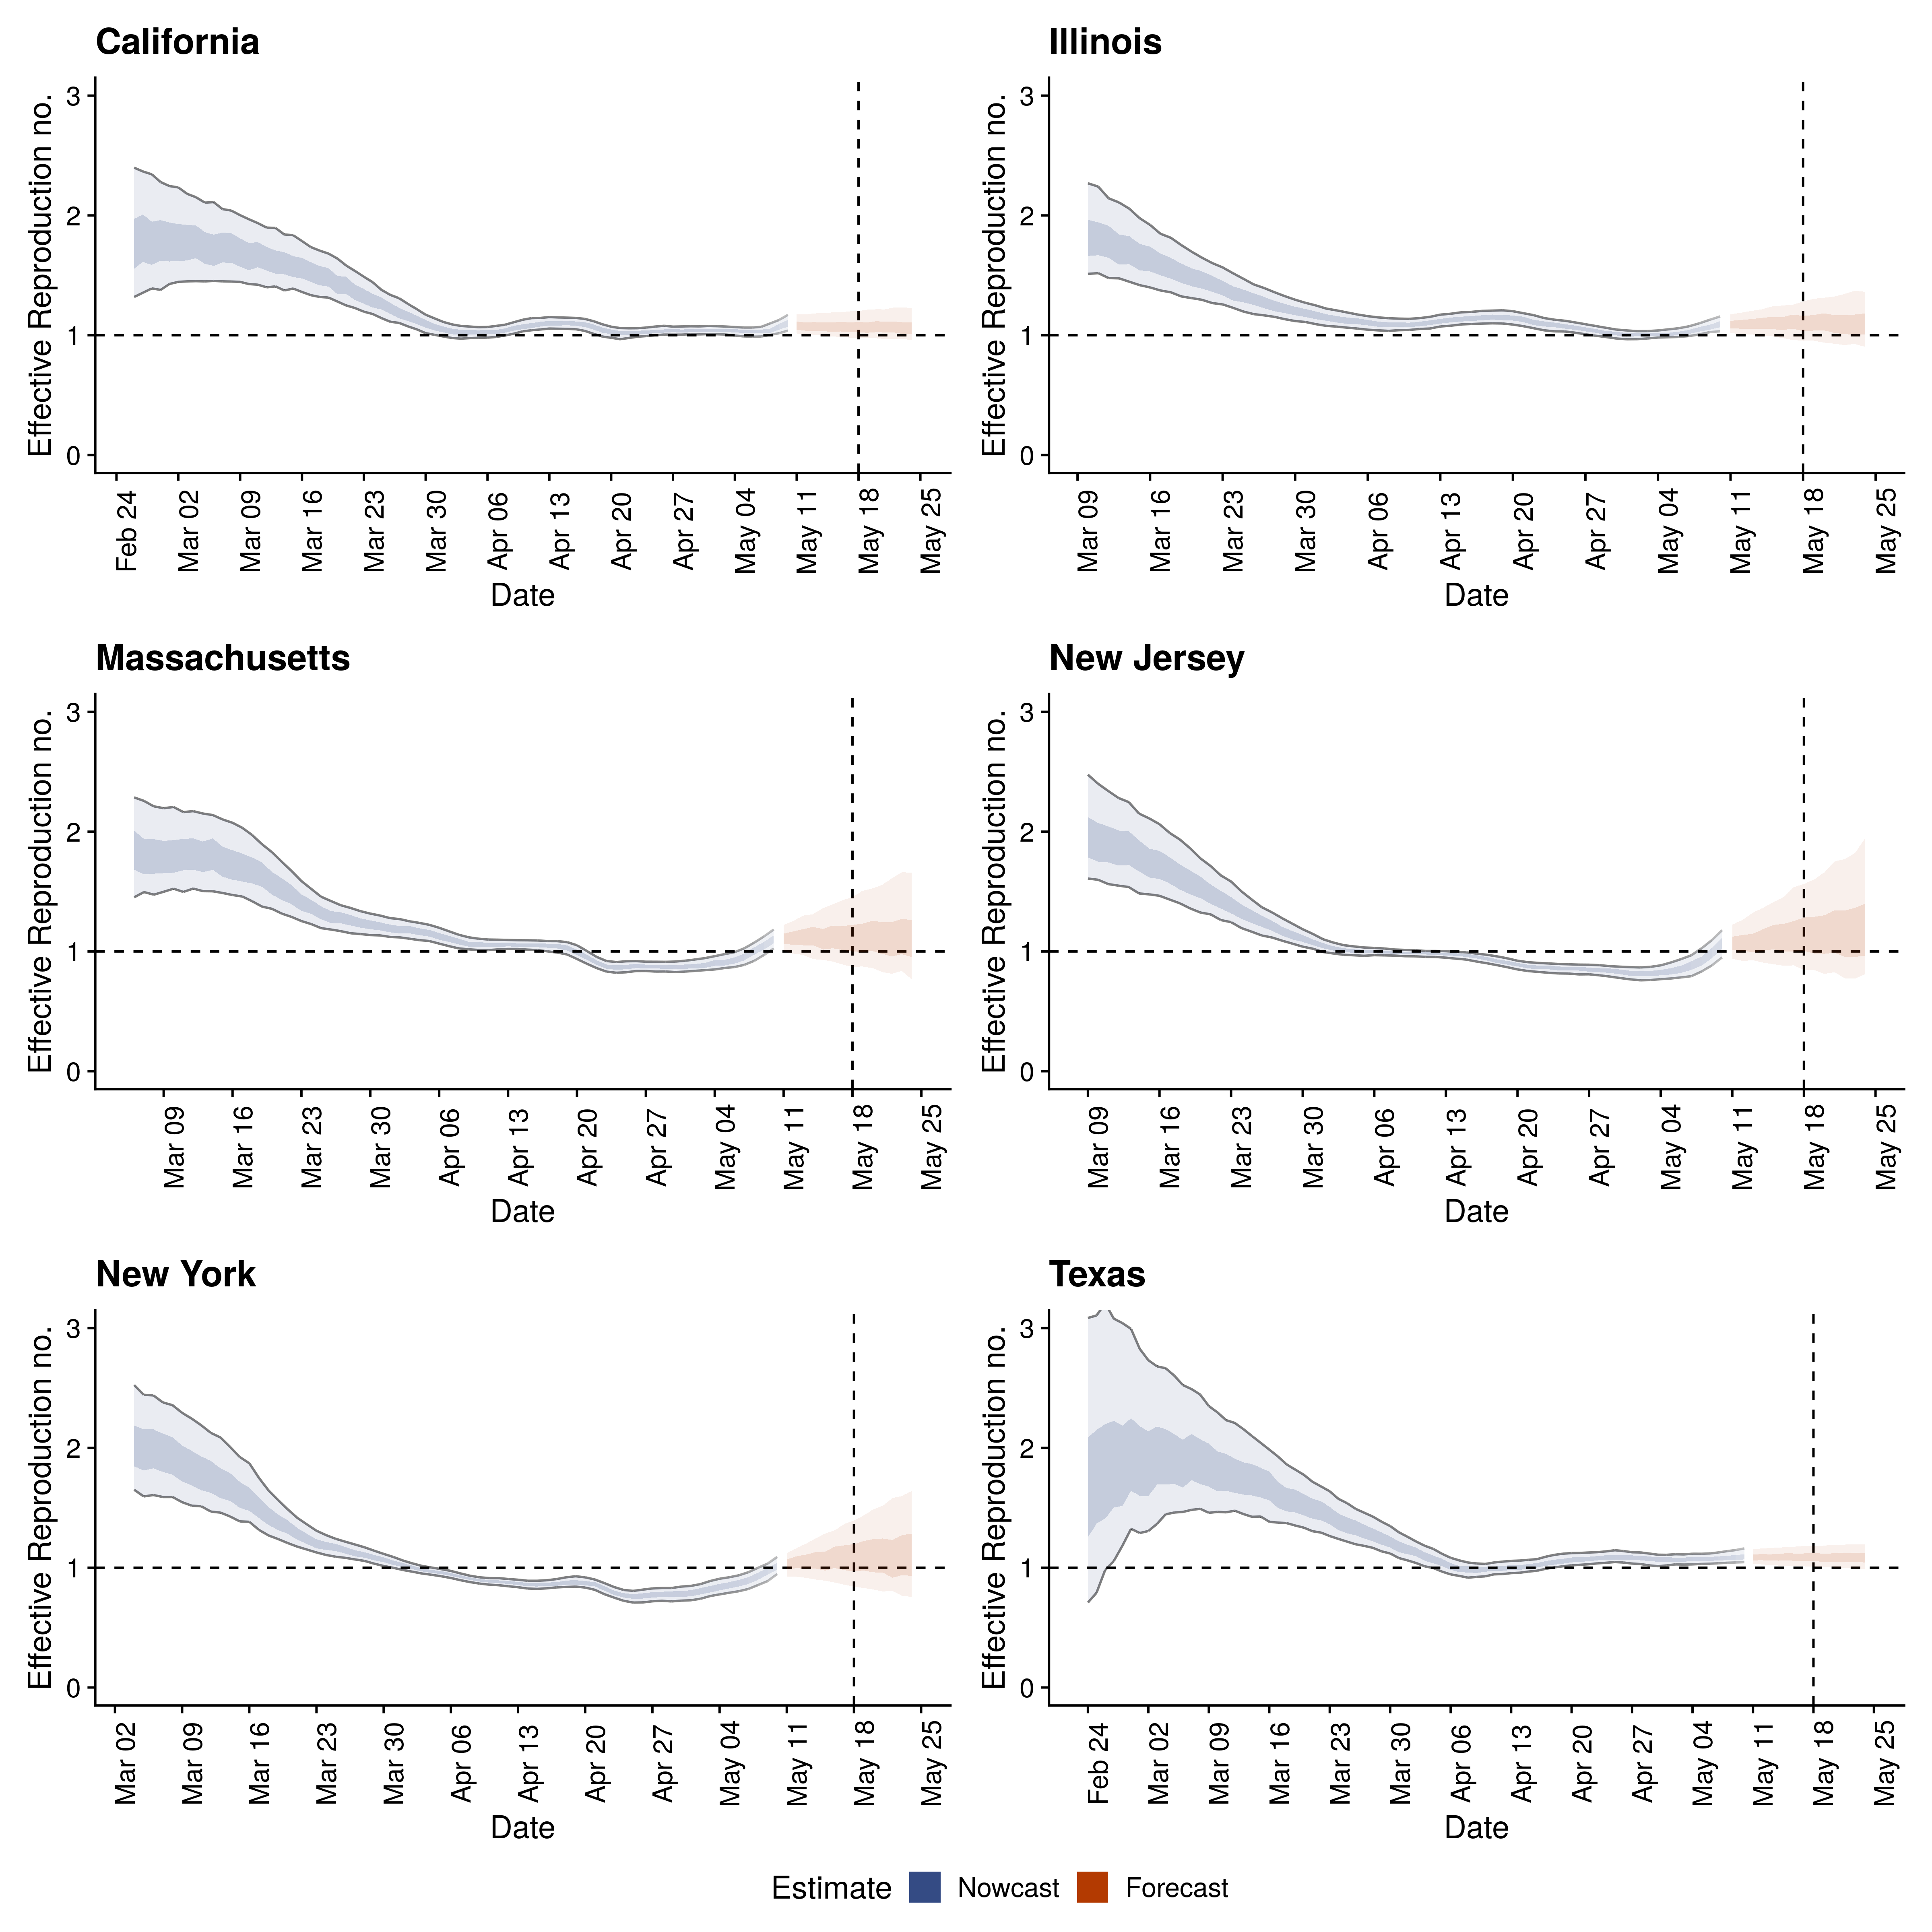 California
Effective Reproduction no.
3
2
1
0
Feb 24
Mar 02
Mar 09
Mar 16
Mar 23
Mar 30
Apr 06
Apr 13
Apr 20
Apr 27
May 04
May 11
May 18
May 25
Date
Illinois
Effective Reproduction no.
3
2
1
0
Mar 09
Mar 16
Mar 23
Mar 30
Apr 06
Apr 13
Apr 20
Apr 27
May 04
May 11
May 18
May 25
Date
Massachusetts
Effective Reproduction no.
3
2
1
0
Mar 09
Mar 16
Mar 23
Mar 30
Apr 06
Apr 13
Apr 20
Apr 27
May 04
May 11
May 18
May 25
Date
New Jersey
Effective Reproduction no.
3
2
1
0
Mar 09
Mar 16
Mar 23
Mar 30
Apr 06
Apr 13
Apr 20
Apr 27
May 04
May 11
May 18
May 25
Date
New York
Effective Reproduction no.
3
2
1
0
Mar 02
Mar 09
Mar 16
Mar 23
Mar 30
Apr 06
Apr 13
Apr 20
Apr 27
May 04
May 11
May 18
May 25
Date
Texas
Effective Reproduction no.
3
2
1
0
Feb 24
Mar 02
Mar 09
Mar 16
Mar 23
Mar 30
Apr 06
Apr 13
Apr 20
Apr 27
May 04
May 11
May 18
May 25
Date
Estimate Nowcast Forecast